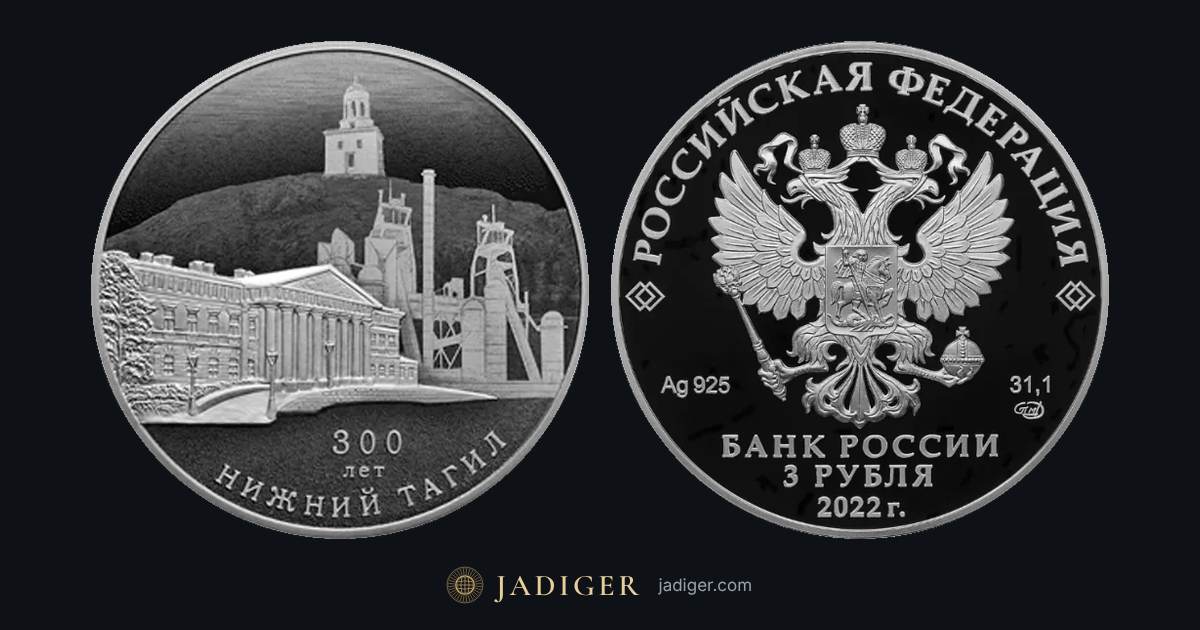 300
лет
НИЖНИЙ ТАГИЛ
РОССИЙСКАЯ ФЕДЕРАЦИЯ
Ag 925
31,1
БАНК РОССИИ
3 РУБЛЯ
2022 г.
JADIGER
jadiger.com